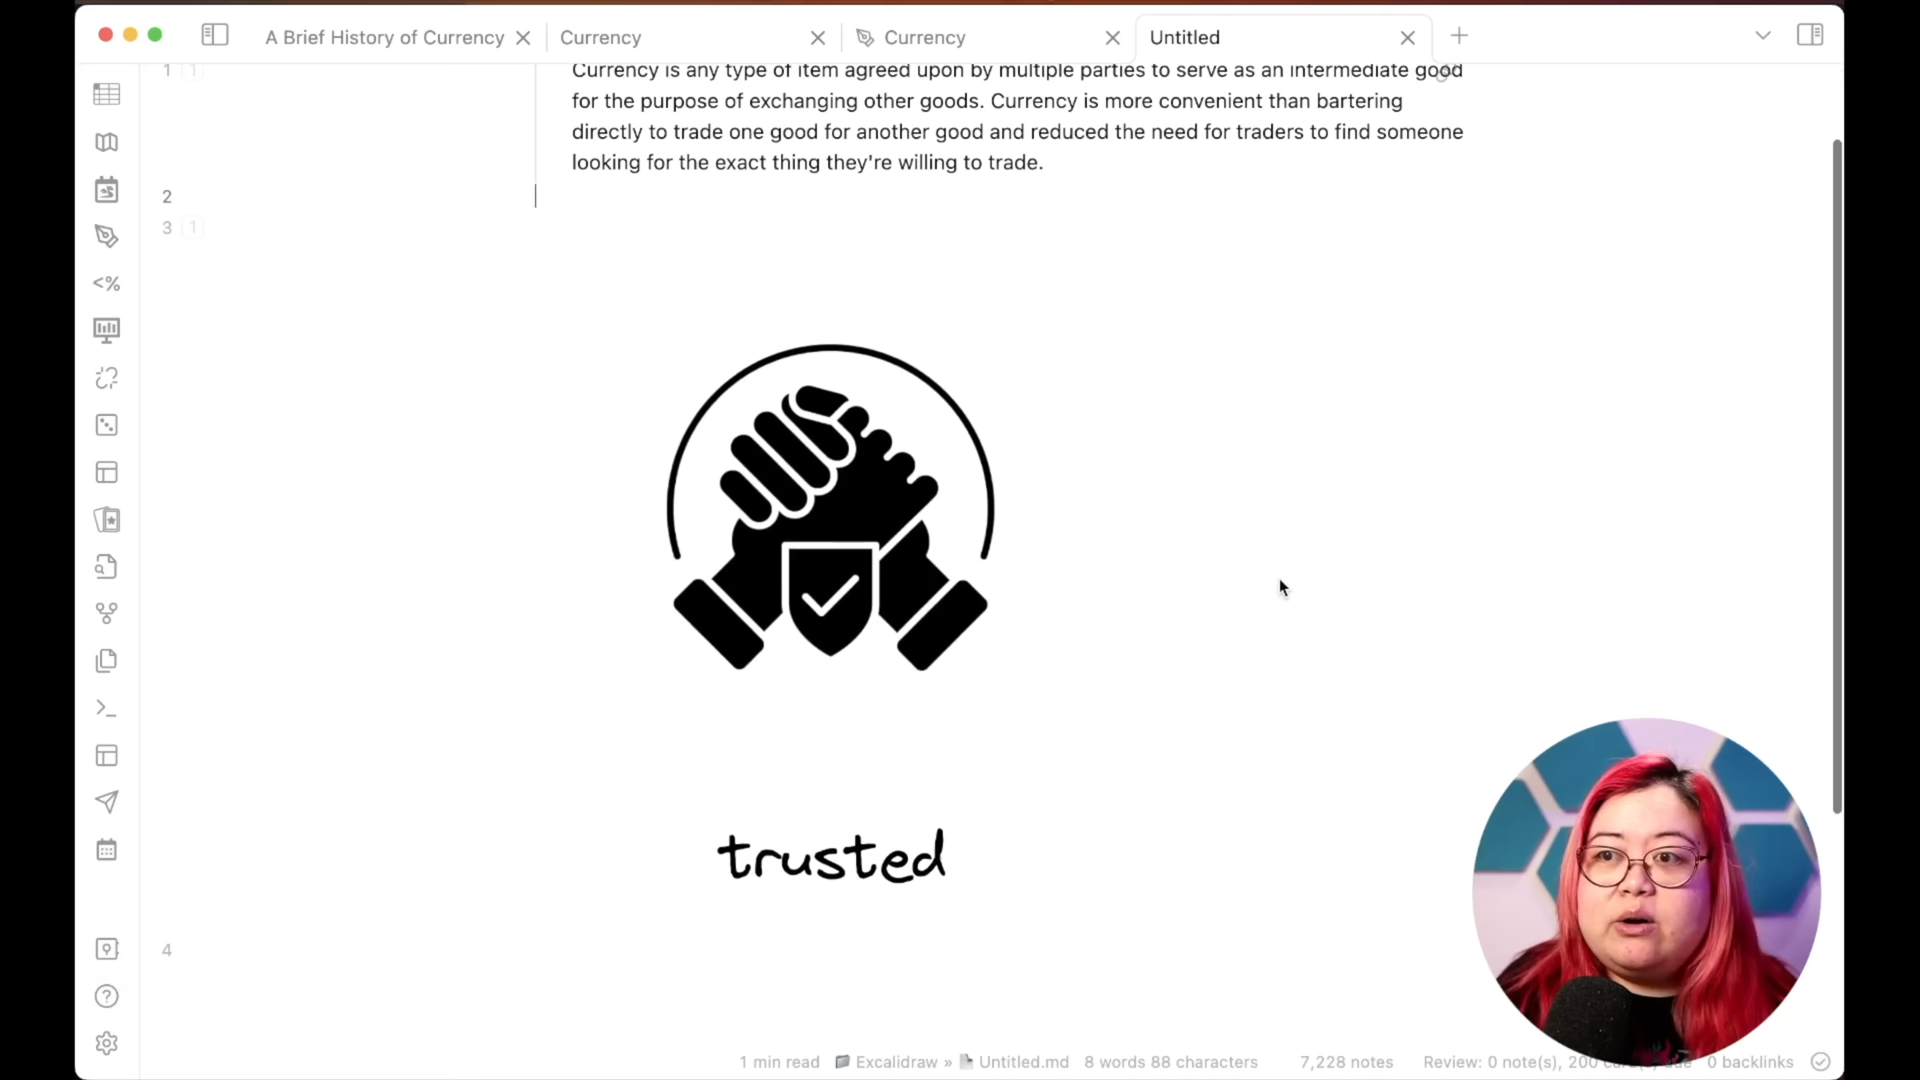 A Brief History of Currency
Currency
Currency
Untitled
1 1
Currency is any type of item agreed upon by multiple parties to serve as an intermediate good
for the purpose of exchanging other goods. Currency is more convenient than bartering
directly to trade one good for another good and reduced the need for traders to find someone
looking for the exact thing they're willing to trade.
2
3 1
<%
trusted
4
1 min read Excalidraw » Untitled.md 8 words 88 characters 7,228 notes Review: 0 note(s), 200 0 backlinks